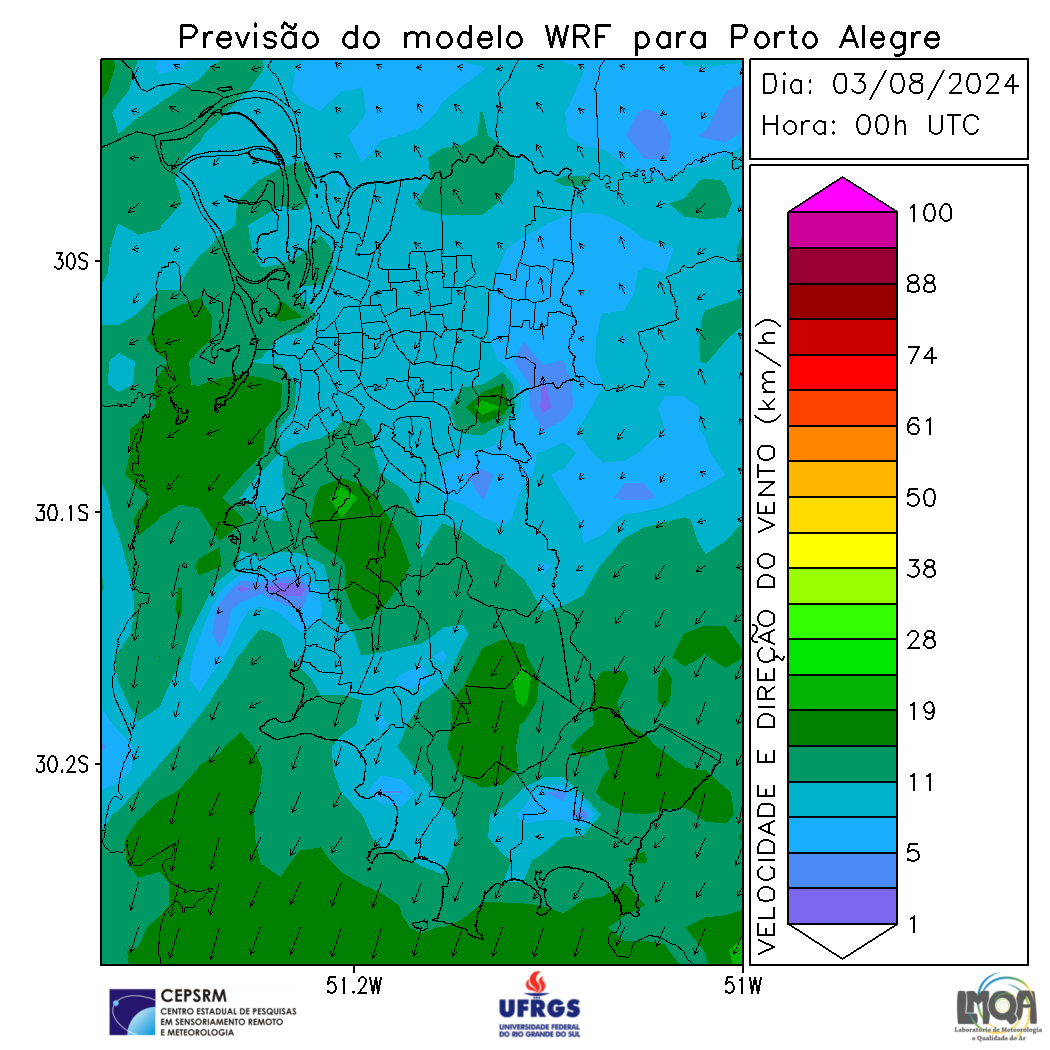 Previsão do modelo WRF para Porto Alegre
Dia: 03/08/2024
Hora: 00h UTC
30S
30.1S
30.2S
51.2W
51W
VELOCIDADE E DIREÇÃO DO VENTO (km/h)
100
88
74
61
50
38
28
19
11
5
1
CEPSRM
CENTRO ESTADUAL DE PESQUISAS
EM SENSORIAMENTO REMOTO
E METEOROLOGIA
UFRGS
UNIVERSIDADE FEDERAL
DO RIO GRANDE DO SUL
LMQA
Laboratório de Meteorologia
e Qualidade do Ar